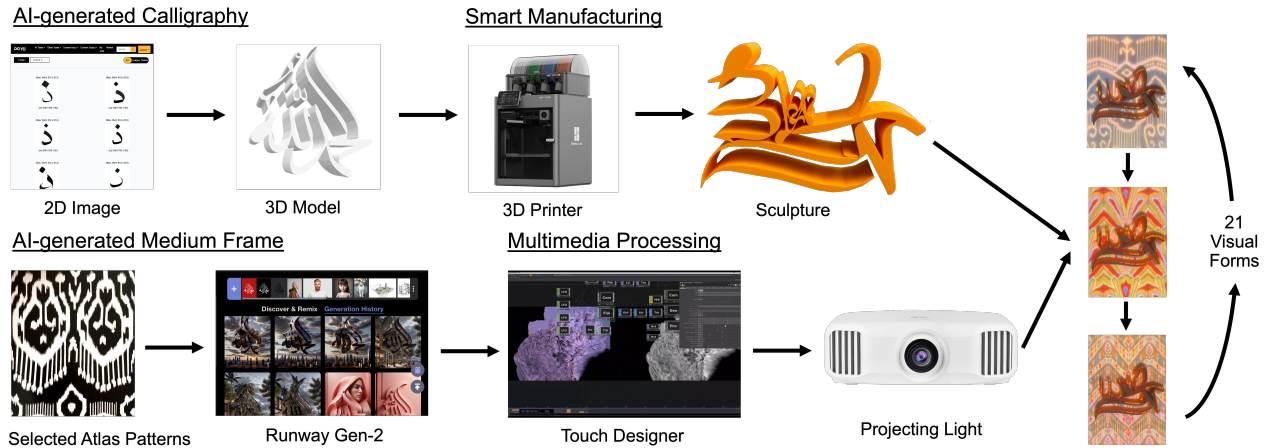 AI-generated Calligraphy
Smart Manufacturing
2D Image
3D Model
3D Printer
Sculpture
AI-generated Medium Frame
Multimedia Processing
21
Visual
Forms
Discover & Remix Generation History
Selected Atlas Patterns
Runway Gen-2
Touch Designer
Projecting Light